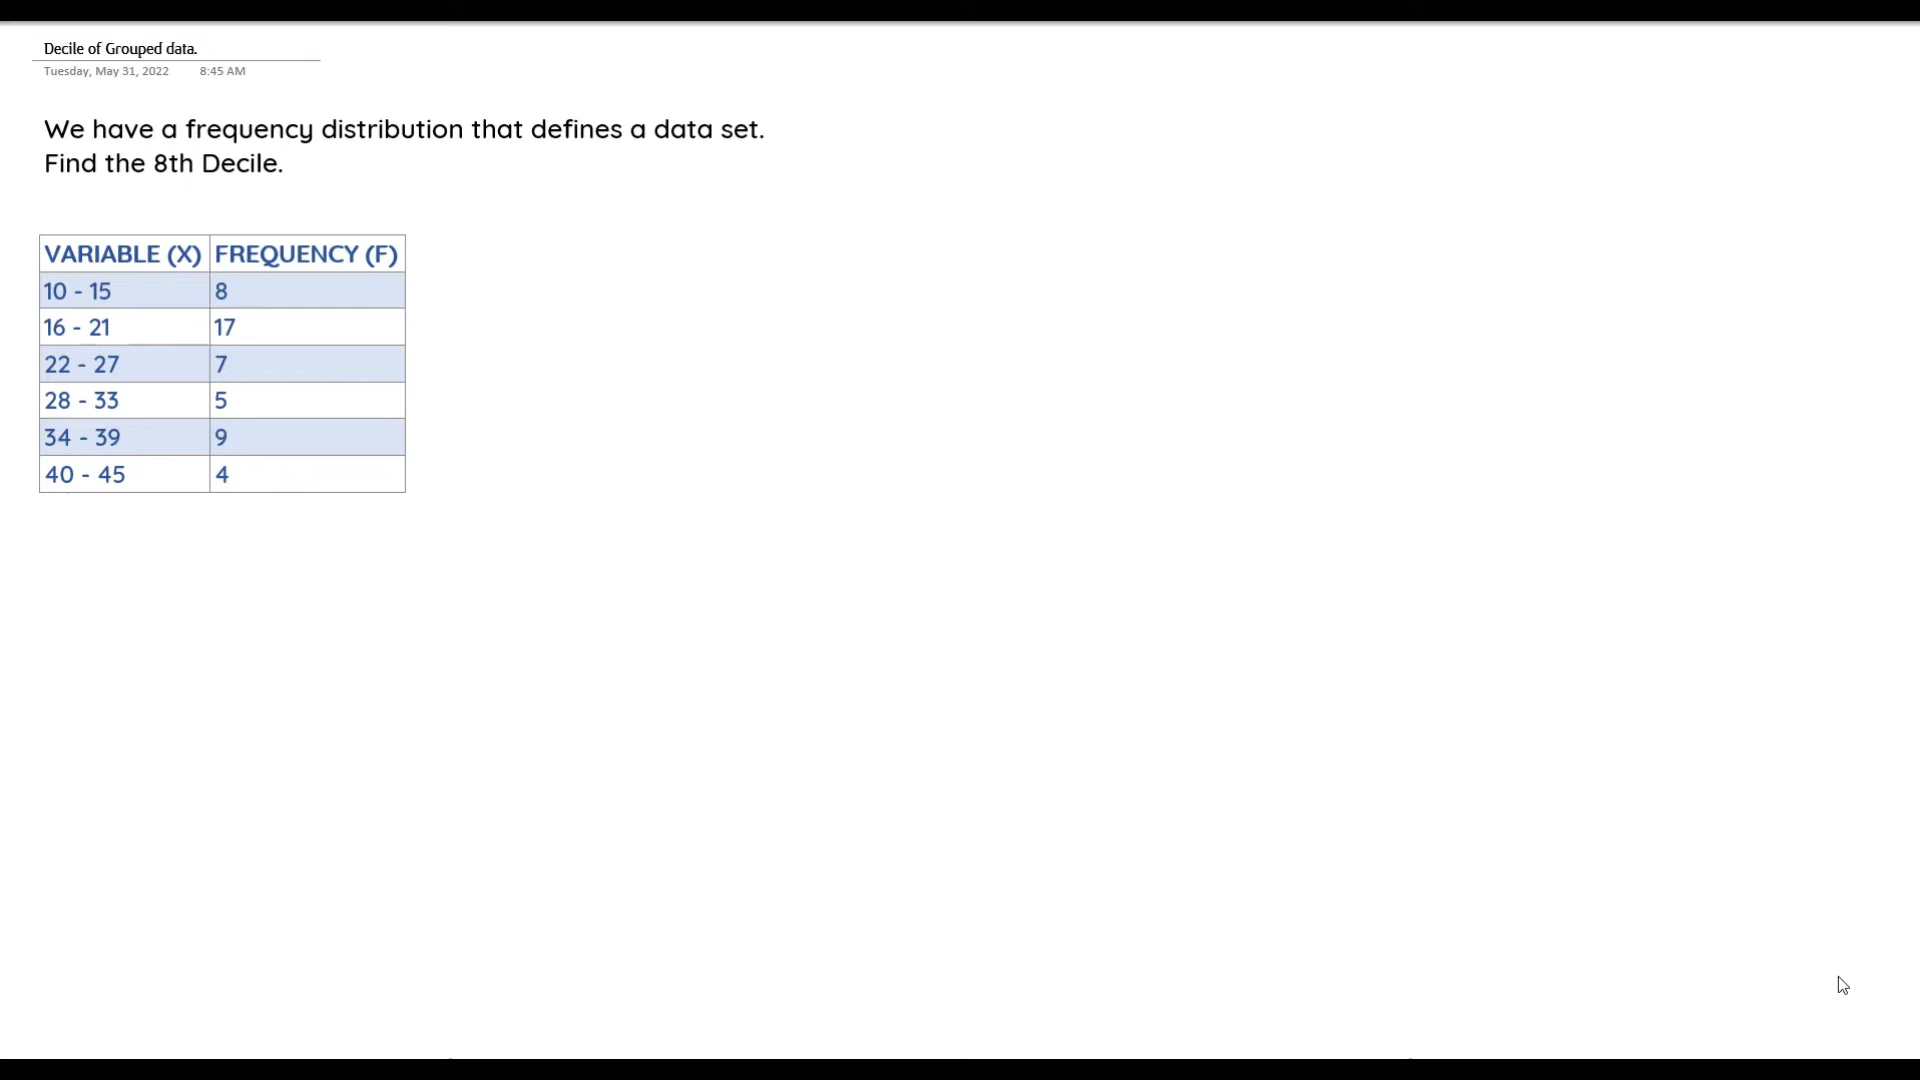 Decile of Grouped data.
Tuesday, May 31, 2022 8:45 AM
We have a frequency distribution that defines a data set.
Find the 8th Decile.
VARIABLE (X) FREQUENCY (F)
10 - 15 8
16 - 21 17
22 - 27 7
28 - 33 5
34 - 39 9
40 - 45 4